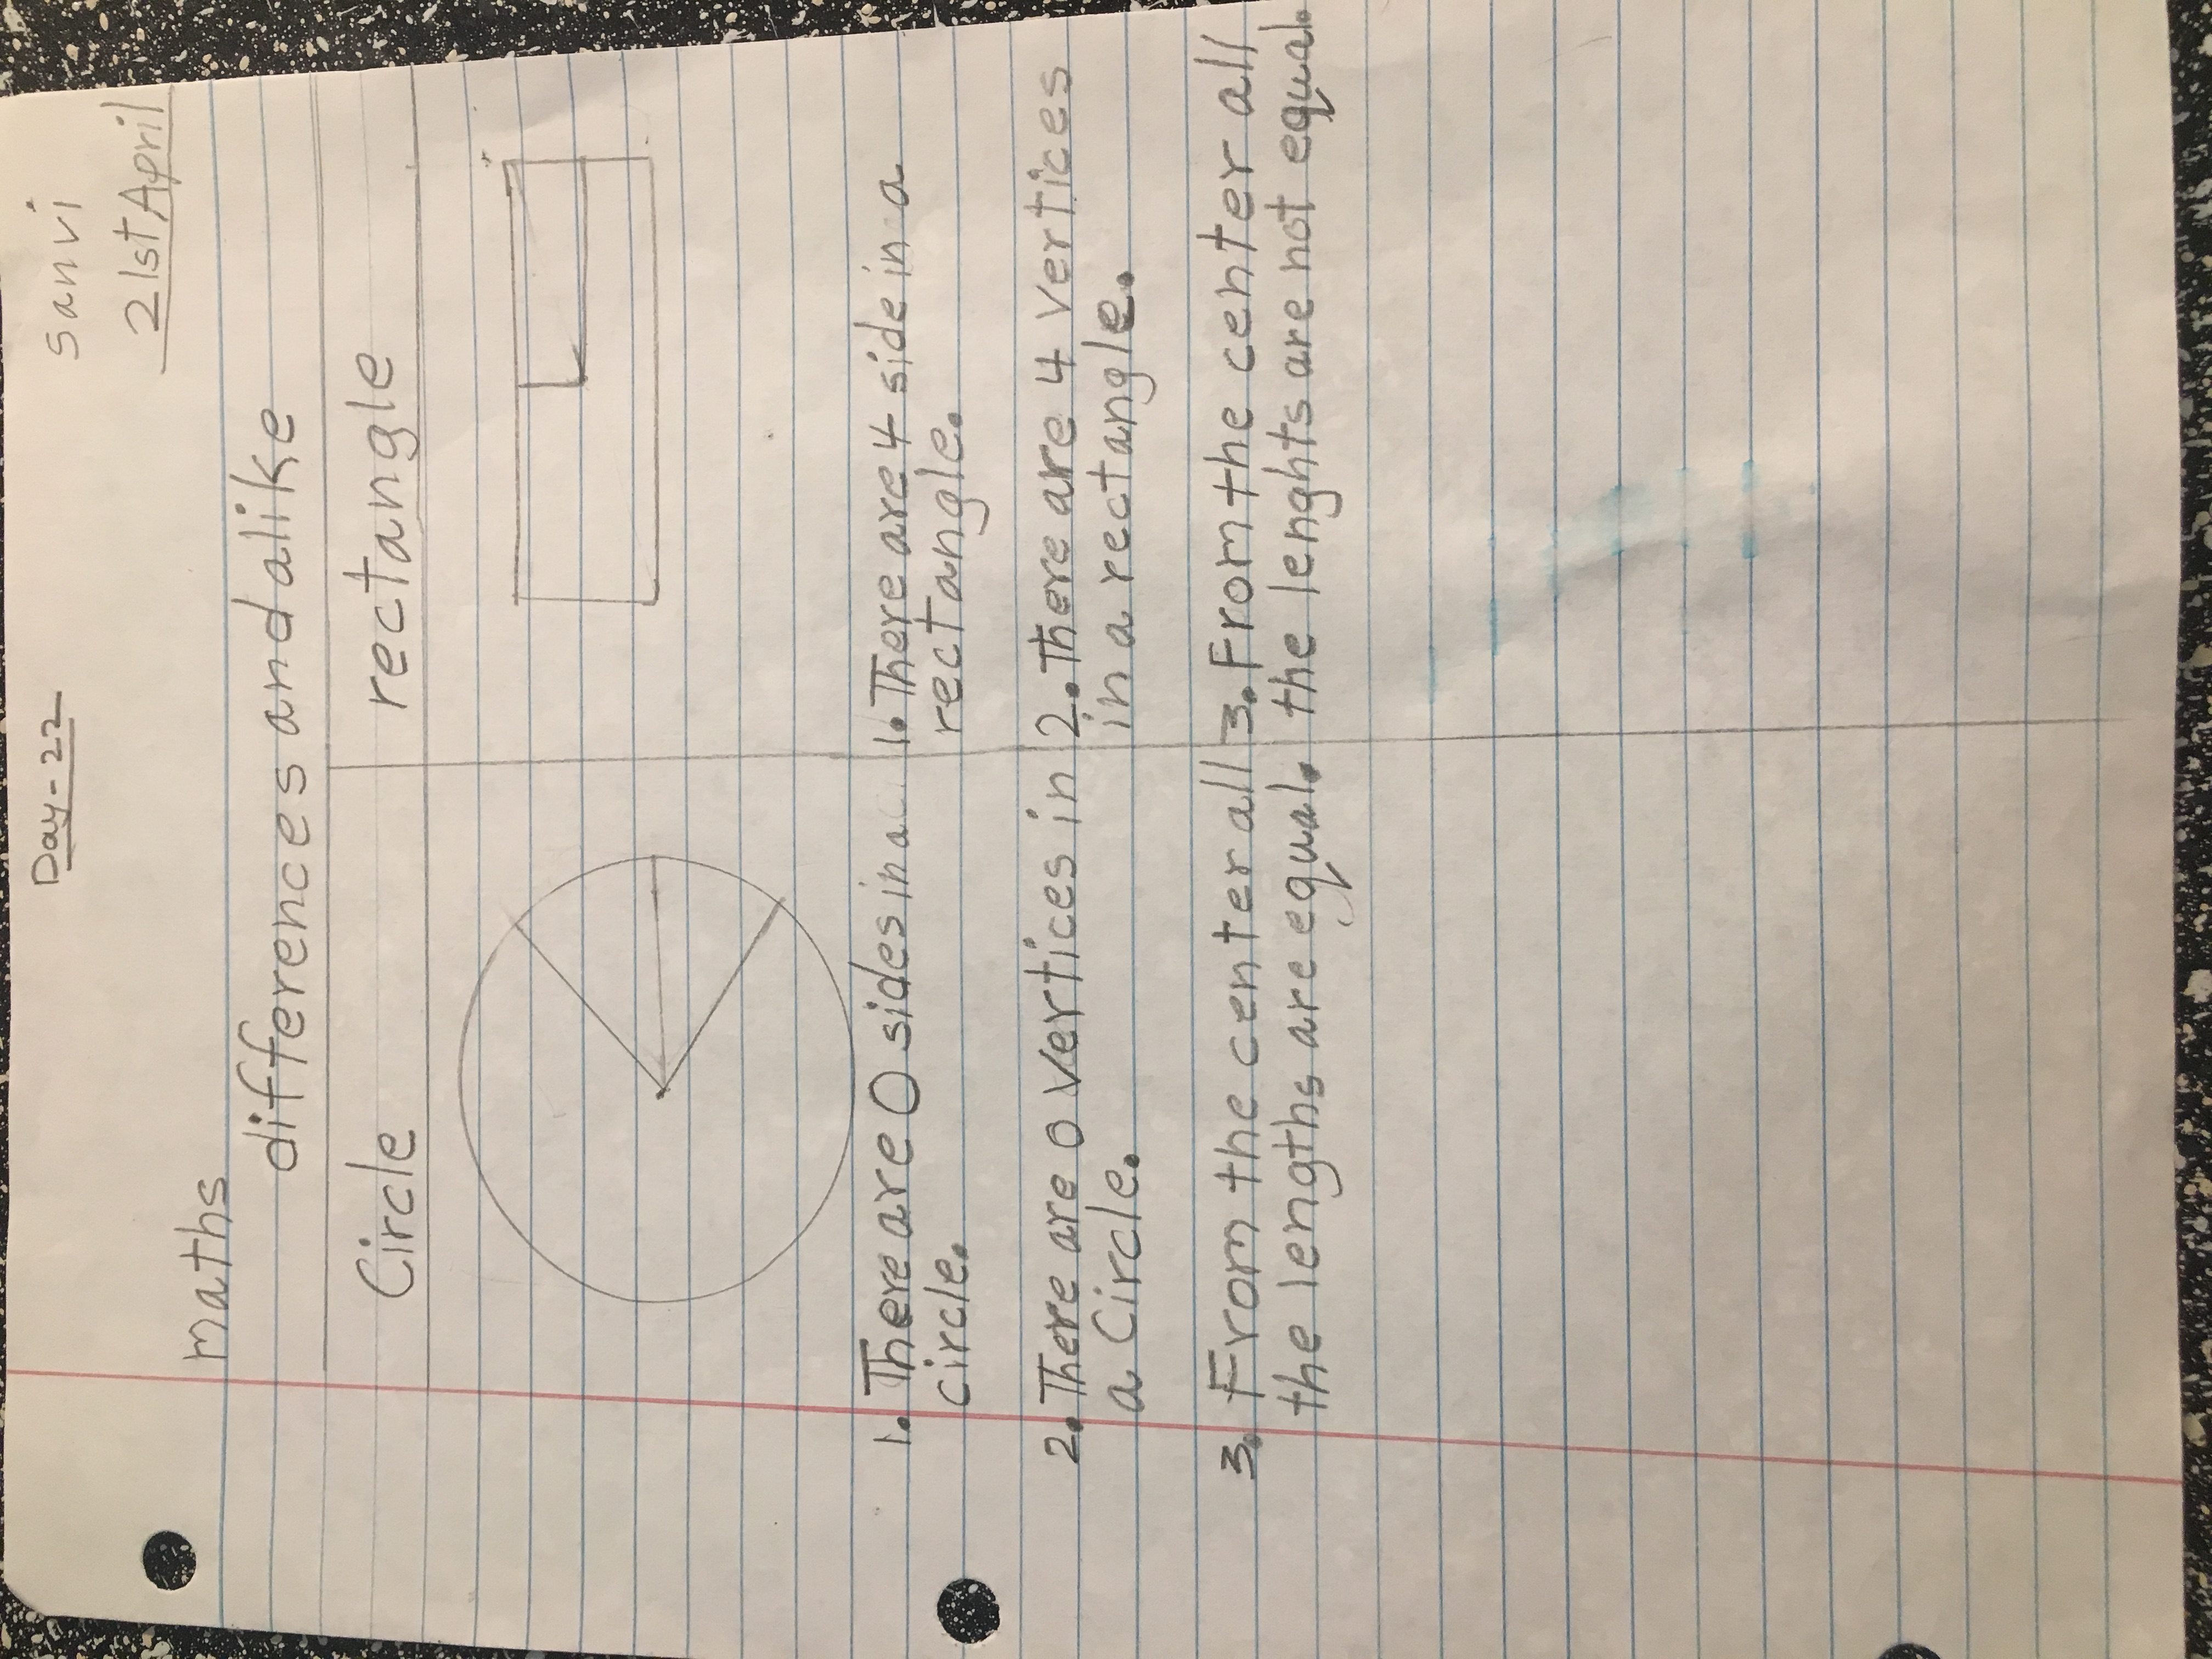 Day-22
sanvi
21st April
maths
differences and alike
Circle
rectangle
1. There are 0 sides in a
circle.
2. There are 0 vertices in
a Circle.
3. From the center all
the lengths are equal.
1. There are 4 side in a
rectangle.
2. There are 4 vertices
in a rectangle.
3. From the center all
the lenghts are not equal.